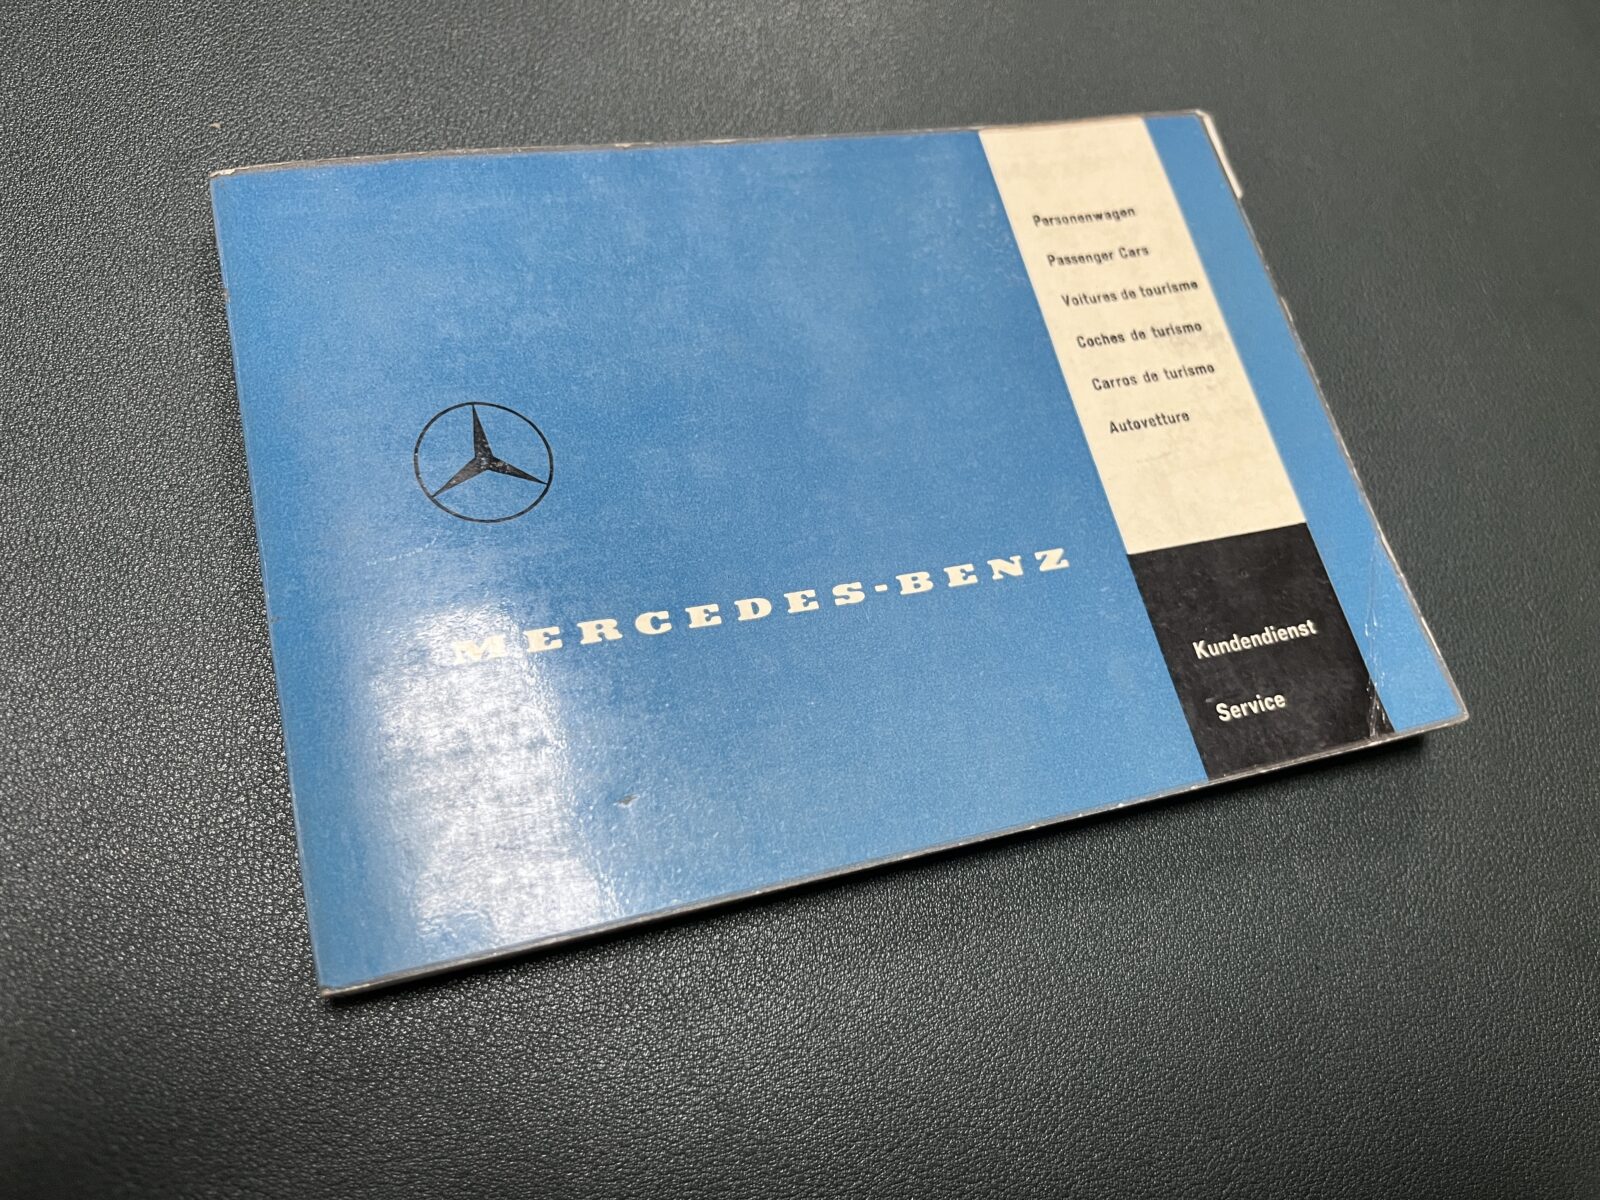 Personenwagen
Passenger Cars
Voitures de tourisme
Coches de turismo
Carros de turismo
Autovetture
MERCEDES-BENZ
Kundendienst
Service